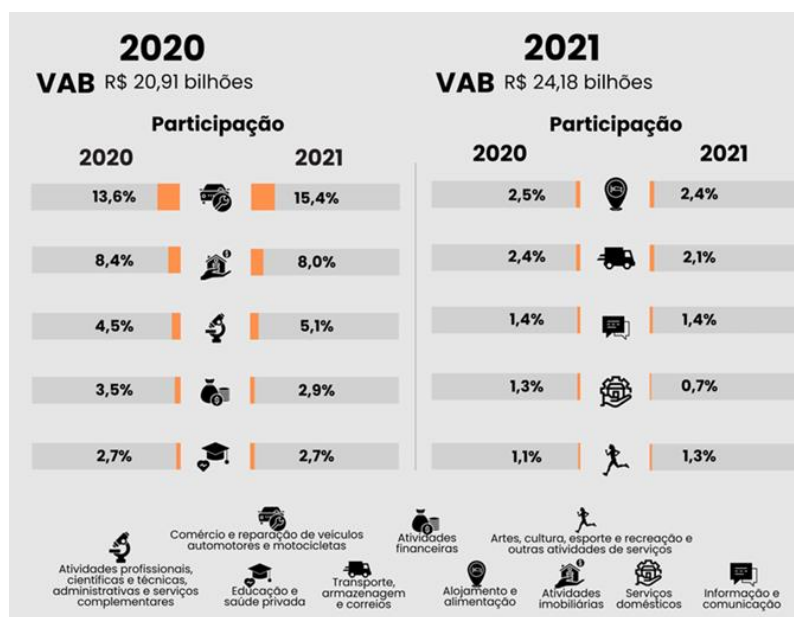 2020
VAB R$ 20,91 bilhões
2021
VAB R$ 24,18 bilhões
Participação
2020 2021
13,6% 15,4%
8,4% 8,0%
4,5% 5,1%
3,5% 2,9%
2,7% 2,7%
Participação
2020 2021
2,5% 2,4%
2,4% 2,1%
1,4% 1,4%
1,3% 0,7%
1,1% 1,3%
Comércio e reparação de veículos
automotores e motocicletas
Atividades
financeiras
Artes, cultura, esporte e recreação e
outras atividades de serviços
Atividades profissionais,
científicas e técnicas,
administrativas e serviços
complementares
Educação e
saúde privada
Transporte,
armazenagem
e correios
Alojamento e
alimentação
Atividades
imobiliárias
Serviços
domésticos
Informação e
comunicação